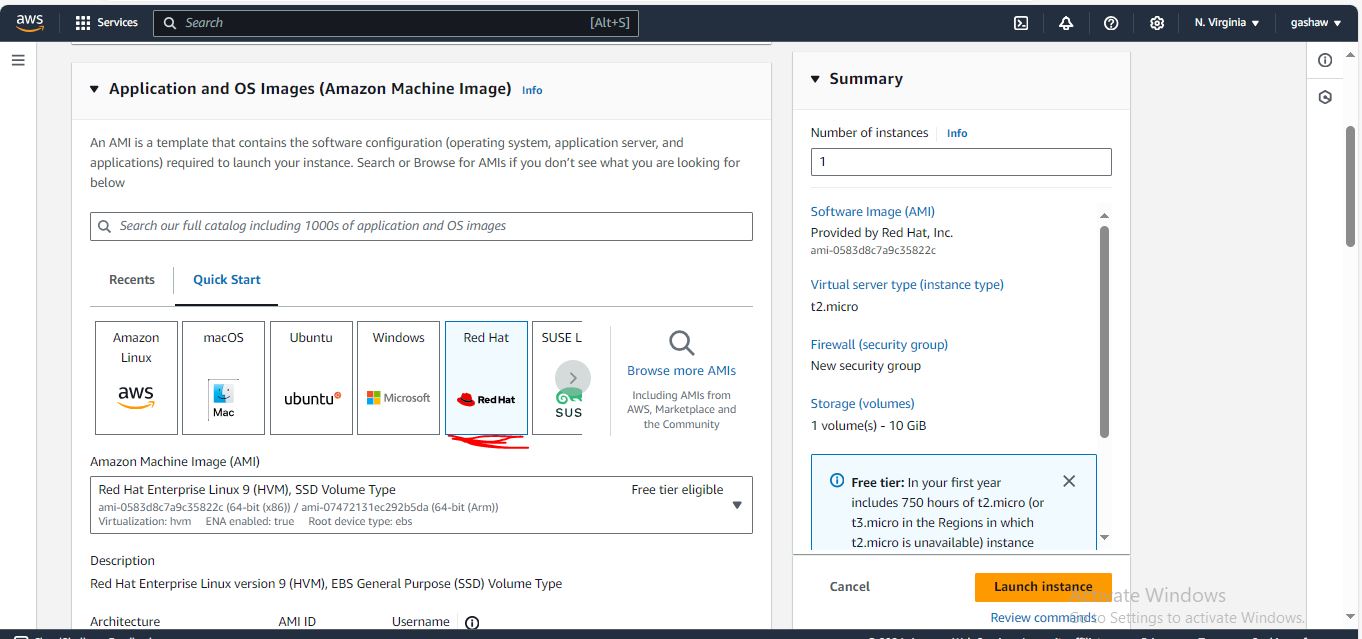 aws
Services
Search
[Alt+S]
N. Virginia
gashaw
Application and OS Images (Amazon Machine Image) Info
An AMI is a template that contains the software configuration (operating system, application server, and
applications) required to launch your instance. Search or Browse for AMIs if you don't see what you are looking for
below
Search our full catalog including 1000s of application and OS images
Recents
Quick Start
Amazon
Linux
aws
macOS
Mac
Ubuntu
ubuntu
Windows
Microsoft
Red Hat
Red Hat
SUSE L
SUS
Browse more AMIs
Including AMIs from
AWS, Marketplace and
the Community
Amazon Machine Image (AMI)
Red Hat Enterprise Linux 9 (HVM), SSD Volume Type
Free tier eligible
ami-0583d8c7a9c35822c (64-bit (x86)) / ami-07472131ec292b5da (64-bit (Arm))
Virtualization: hvm ENA enabled: true Root device type: ebs
Description
Red Hat Enterprise Linux version 9 (HVM), EBS General Purpose (SSD) Volume Type
Architecture
AMI ID
Username
Summary
Number of instances Info
1
Software Image (AMI)
Provided by Red Hat, Inc.
ami-0583d8c7a9c35822c
Virtual server type (instance type)
t2.micro
Firewall (security group)
New security group
Storage (volumes)
1 volume(s) - 10 GiB
Free tier: In your first year
includes 750 hours of t2.micro (or
t3.micro in the Regions in which
t2.micro is unavailable) instance
Cancel
Launch instance
Review commands
ate Windows
to Settings to activate Windows.